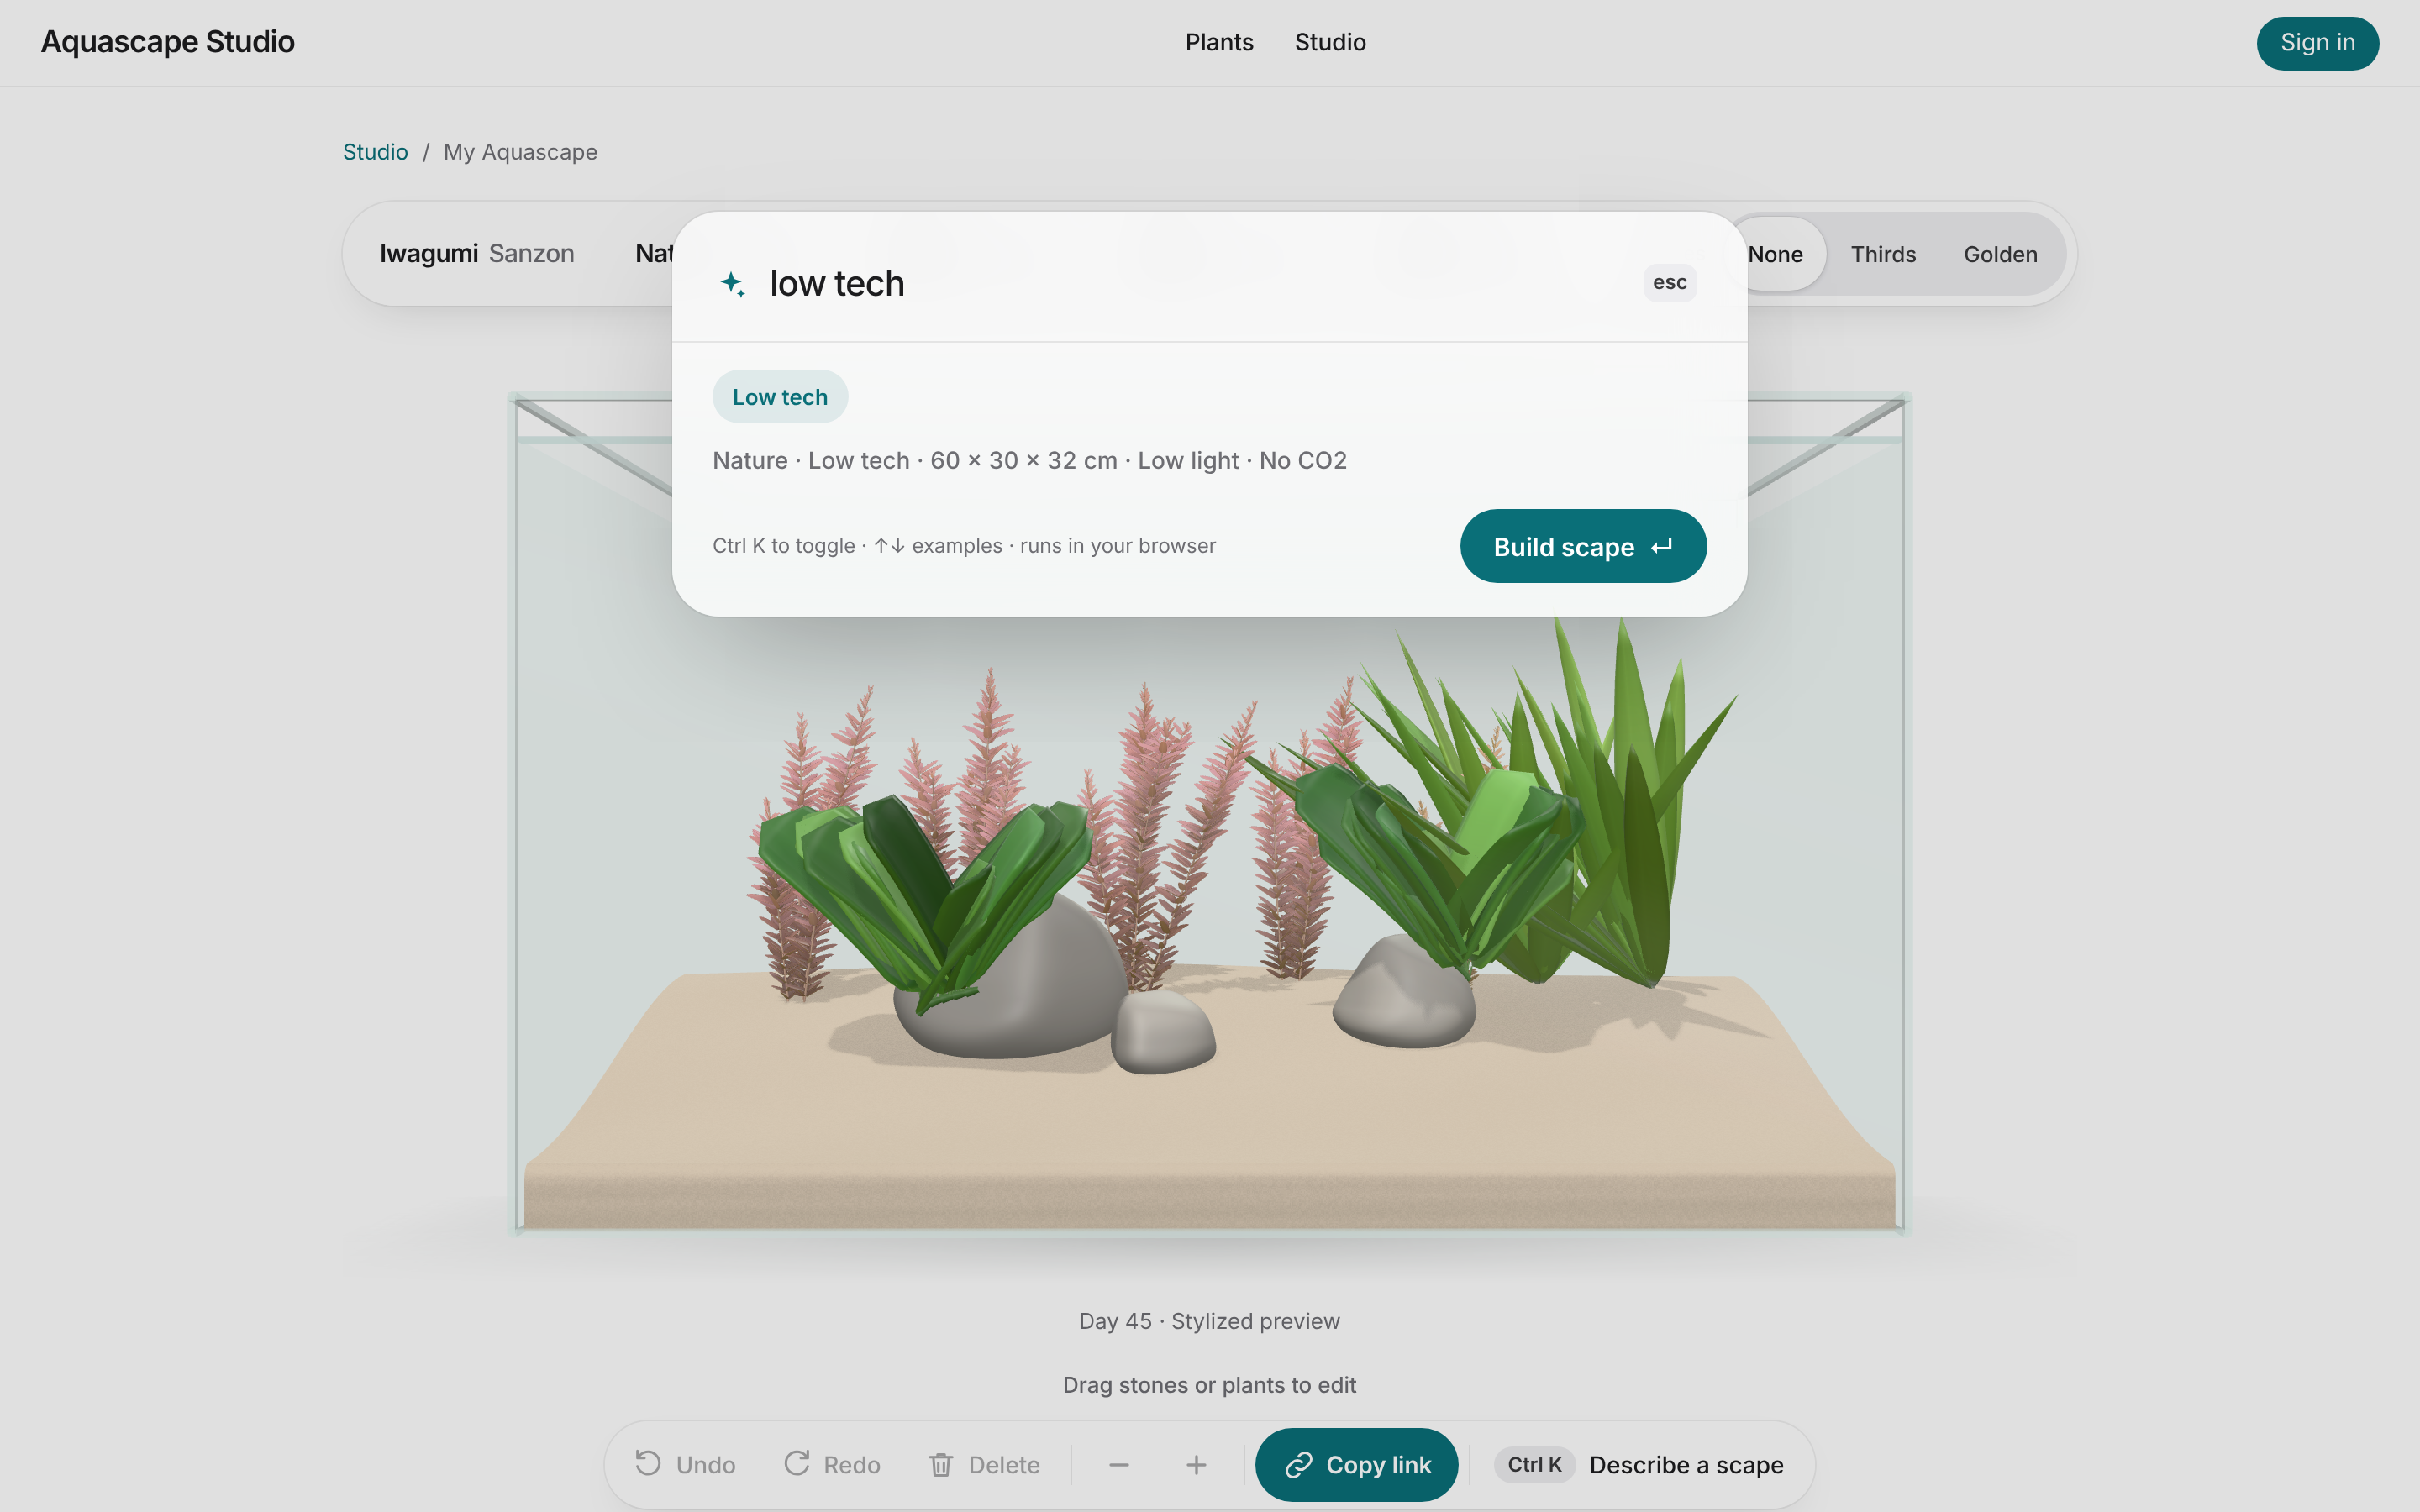 Aquascape Studio
Plants
Studio
Sign in
Studio / My Aquascape
Iwagumi Sanzon
Nat
None
Thirds
Golden
low tech
esc
Low tech
Nature · Low tech · 60 × 30 × 32 cm · Low light · No CO2
Ctrl K to toggle · ↑↓ examples · runs in your browser
Build scape ↵
Day 45 · Stylized preview
Drag stones or plants to edit
Undo
Redo
Delete
− +
Copy link
Ctrl K Describe a scape